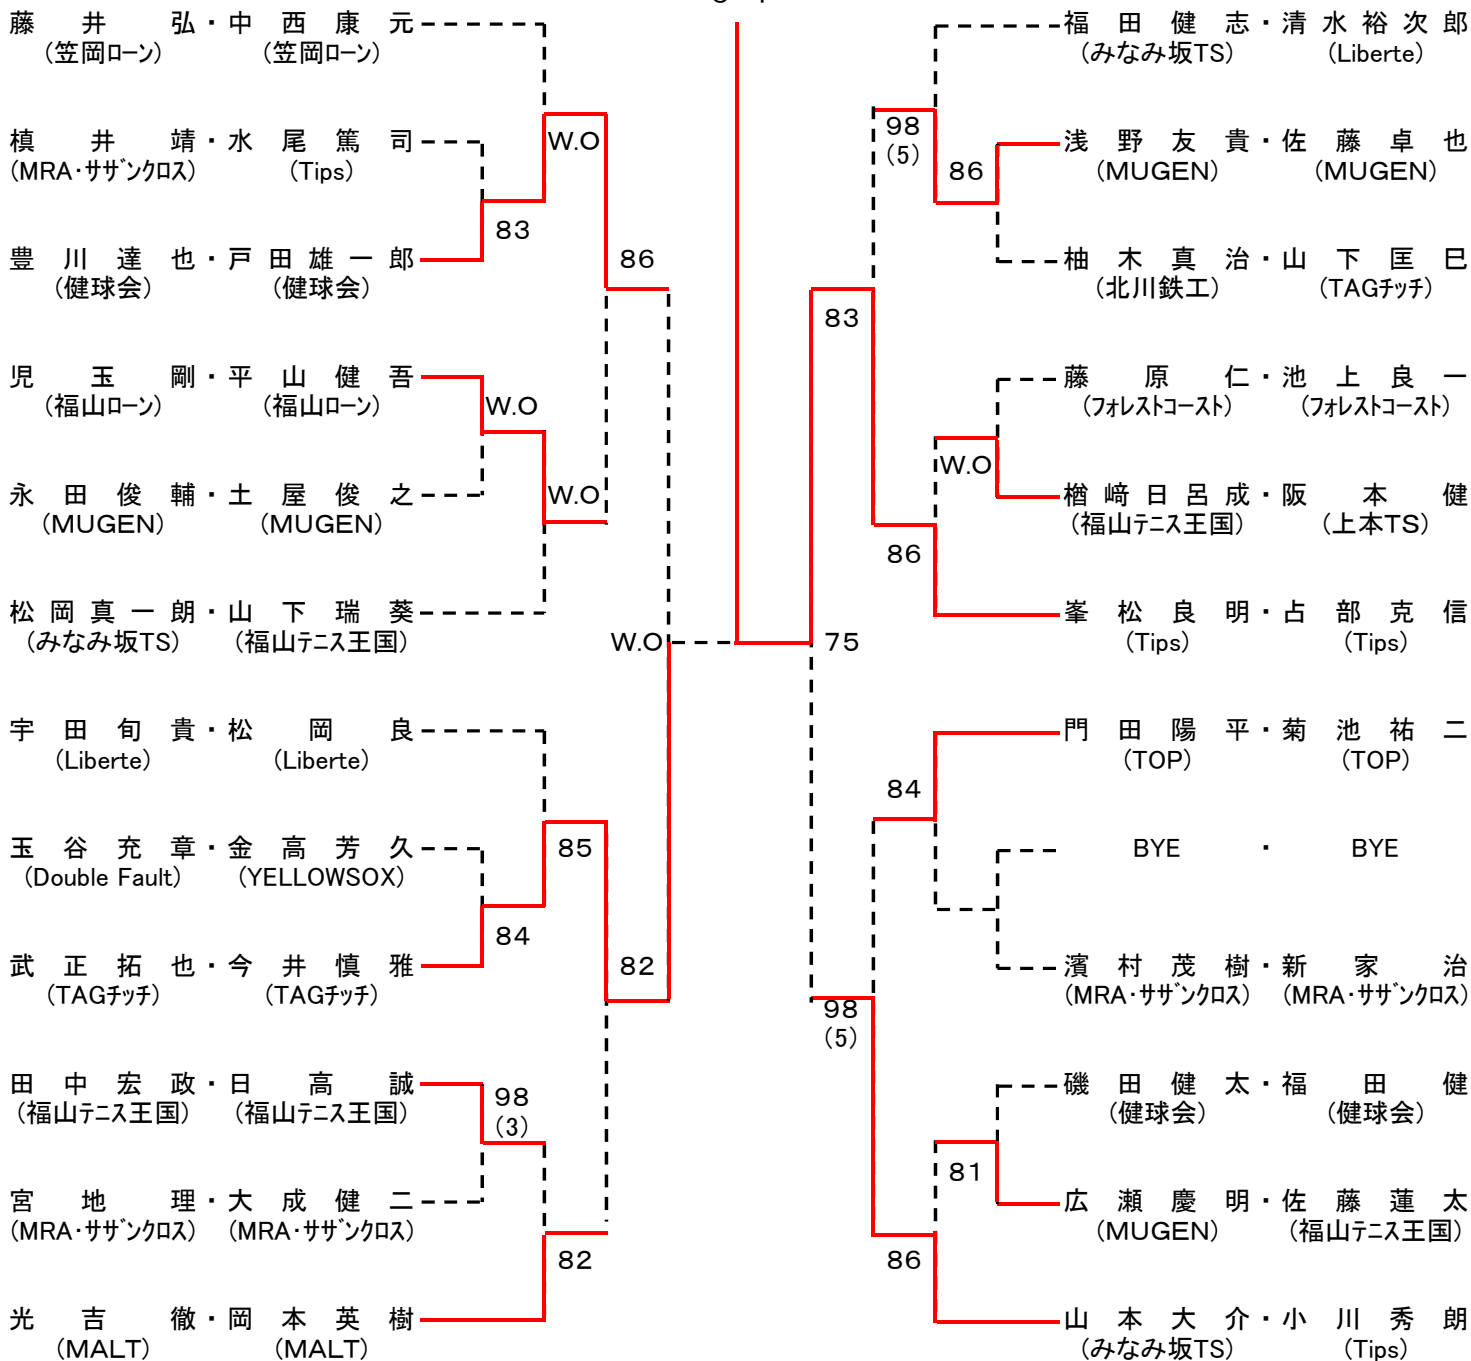 藤井弘・中西康元
(笠岡ローン) (笠岡ローン)
W.O
槙井靖・水尾篤司
(MRA・サザンクロス) (Tips)
83
豊川達也・戸田雄一郎
(健球会) (健球会)
86
児玉剛・平山健吾
(福山ローン) (福山ローン)
W.O
永田俊輔・土屋俊之
(MUGEN) (MUGEN)
W.O
松岡真一朗・山下瑞葵
(みなみ坂TS) (福山テニス王国)
W.O
宇田旬貴・松岡良
(Liberte) (Liberte)
85
玉谷充章・金高芳久
(Double Fault) (YELLOWSOX)
84
武正拓也・今井慎雅
(TAGチッチ) (TAGチッチ)
82
田中宏政・日高誠
(福山テニス王国) (福山テニス王国)
98
(3)
宮地理・大成健二
(MRA・サザンクロス) (MRA・サザンクロス)
82
光吉徹・岡本英樹
(MALT) (MALT)
福田健志・清水裕次郎
(みなみ坂TS) (Liberte)
98
(5)
浅野友貴・佐藤卓也
(MUGEN) (MUGEN)
86
柚木真治・山下匡巳
(北川鉄工) (TAGチッチ)
83
藤原仁・池上良一
(フォレストコースト) (フォレストコースト)
W.O
楢﨑日呂成・阪本健
(福山テニス王国) (上本TS)
86
峯松良明・占部克信
(Tips) (Tips)
75
門田陽平・菊池祐二
(TOP) (TOP)
84
BYE ・ BYE
濱村茂樹・新家治
(MRA・サザンクロス) (MRA・サザンクロス)
98
(5)
磯田健太・福田健
(健球会) (健球会)
81
広瀬慶明・佐藤蓮太
(MUGEN) (福山テニス王国)
86
山本大介・小川秀朗
(みなみ坂TS) (Tips)